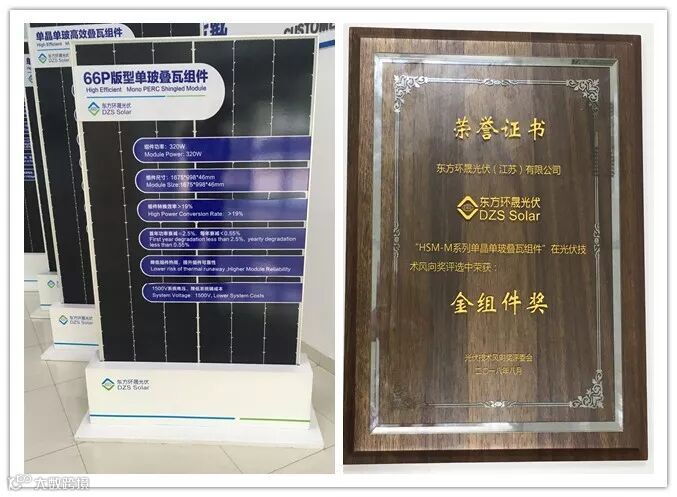 单晶单玻高效叠瓦组件
High Efficient Mono
DZS Solar
CUSTOME
66P版型单玻叠瓦组件
High Efficient Mono PERC Shingled Module
东方环晟光伏
DZS Solar
组件功率：320W
Module Power: 320W
组件尺寸：1675*998*46mm
Module Size:1675*998*46mm
组件转换效率>19%
High Power Conversion Rate: >19%
首年功率衰减<2.5%，每年衰减<0.55%
First year degradation less than 2.5%, yearly degradation
less than 0.55%
降低组件热斑，提升组件可靠性
Lower risk of thermal runaway ,Higher Module Reliability
1500V系统电压，降低系统端成本
System Voltage: 1500V, Lower System Costs
东方环晟光伏
DZS Solar
荣誉证书
东方环晟光伏（江苏）有限公司
东方环晟光伏
DZS Solar
“HSM-M系列单晶单玻叠瓦组件”在光伏技
术风向奖评选中荣获：
金组件奖
光伏技术风向奖评委会
二〇一八年八月
大数跨境